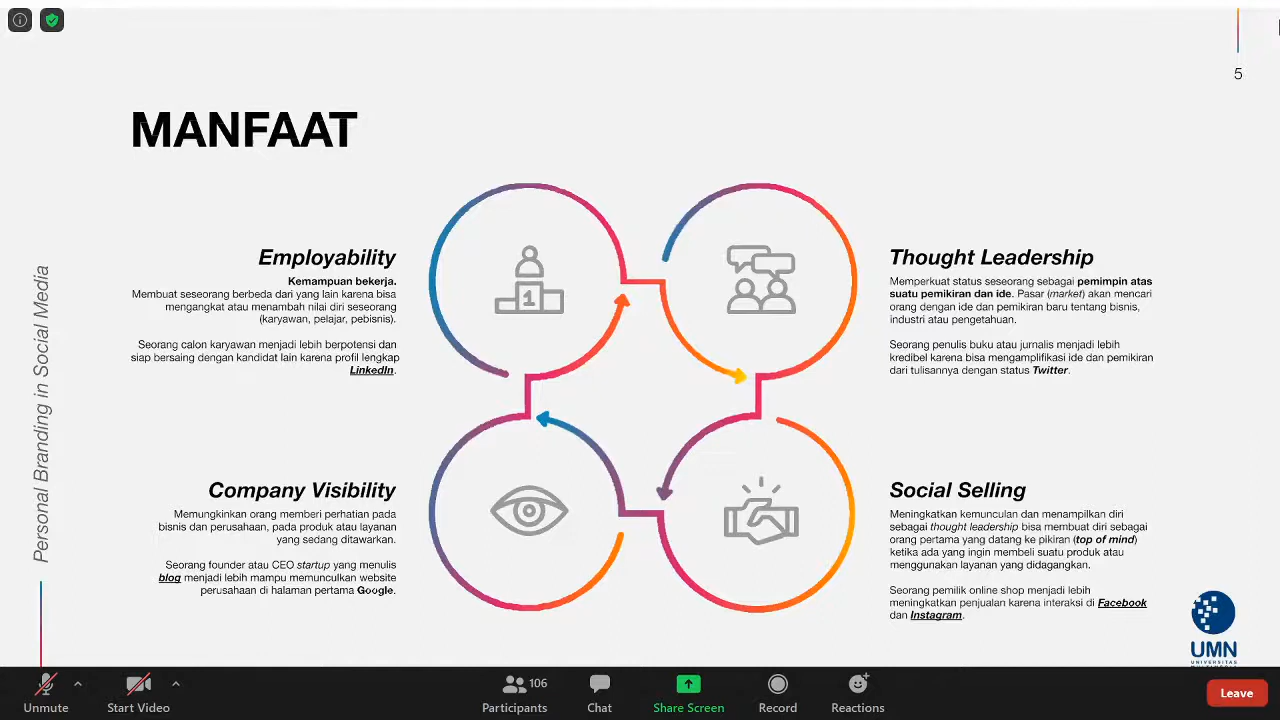 5
MANFAAT
Personal Branding in Social Media
Employability
Kemampuan bekerja.
Membuat seseorang berbeda dari yang lain karena bisa
mengangkat atau menambah nilai diri seseorang
(karyawan, pelajar, pebisnis).
Seorang calon karyawan menjadi lebih berpotensi dan
siap bersaing dengan kandidat lain karena profil lengkap
LinkedIn.
1
Thought Leadership
Memperkuat status seseorang sebagai pemimpin atas
suatu pemikiran dan ide. Pasar (market) akan mencari
orang dengan ide dan pemikiran baru tentang bisnis,
industri atau pengetahuan.
Seorang penulis buku atau jurnalis menjadi lebih
kredibel karena bisa mengamplifikasi ide dan pemikiran
dari tulisannya dengan status Twitter.
Company Visibility
Memungkinkan orang memberi perhatian pada
bisnis dan perusahaan, pada produk atau layanan
yang sedang ditawarkan.
Seorang founder atau CEO startup yang menulis
blog menjadi lebih mampu memunculkan website
perusahaan di halaman pertama Google.
Social Selling
Meningkatkan kemunculan dan menampilkan diri
sebagai thought leadership bisa membuat diri sebagai
orang pertama yang datang ke pikiran (top of mind)
ketika ada yang ingin membeli suatu produk atau
menggunakan layanan yang didagangkan.
Seorang pemilik online shop menjadi lebih
meningkatkan penjualan karena interaksi di Facebook
dan Instagram.
UMN
UNIVERSITAS
Unmute
Start Video
106
Participants
Chat
Share Screen
Record
Reactions
Leave